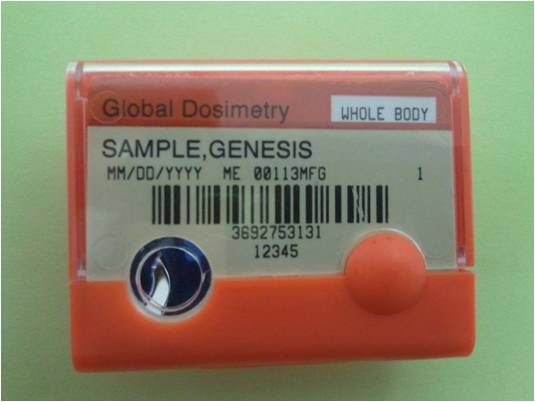 Global Dosimetry WHOLE BODY
SAMPLE,GENESIS
MM/DD/YYYY ME 00113MFG 1
3692753131
12345